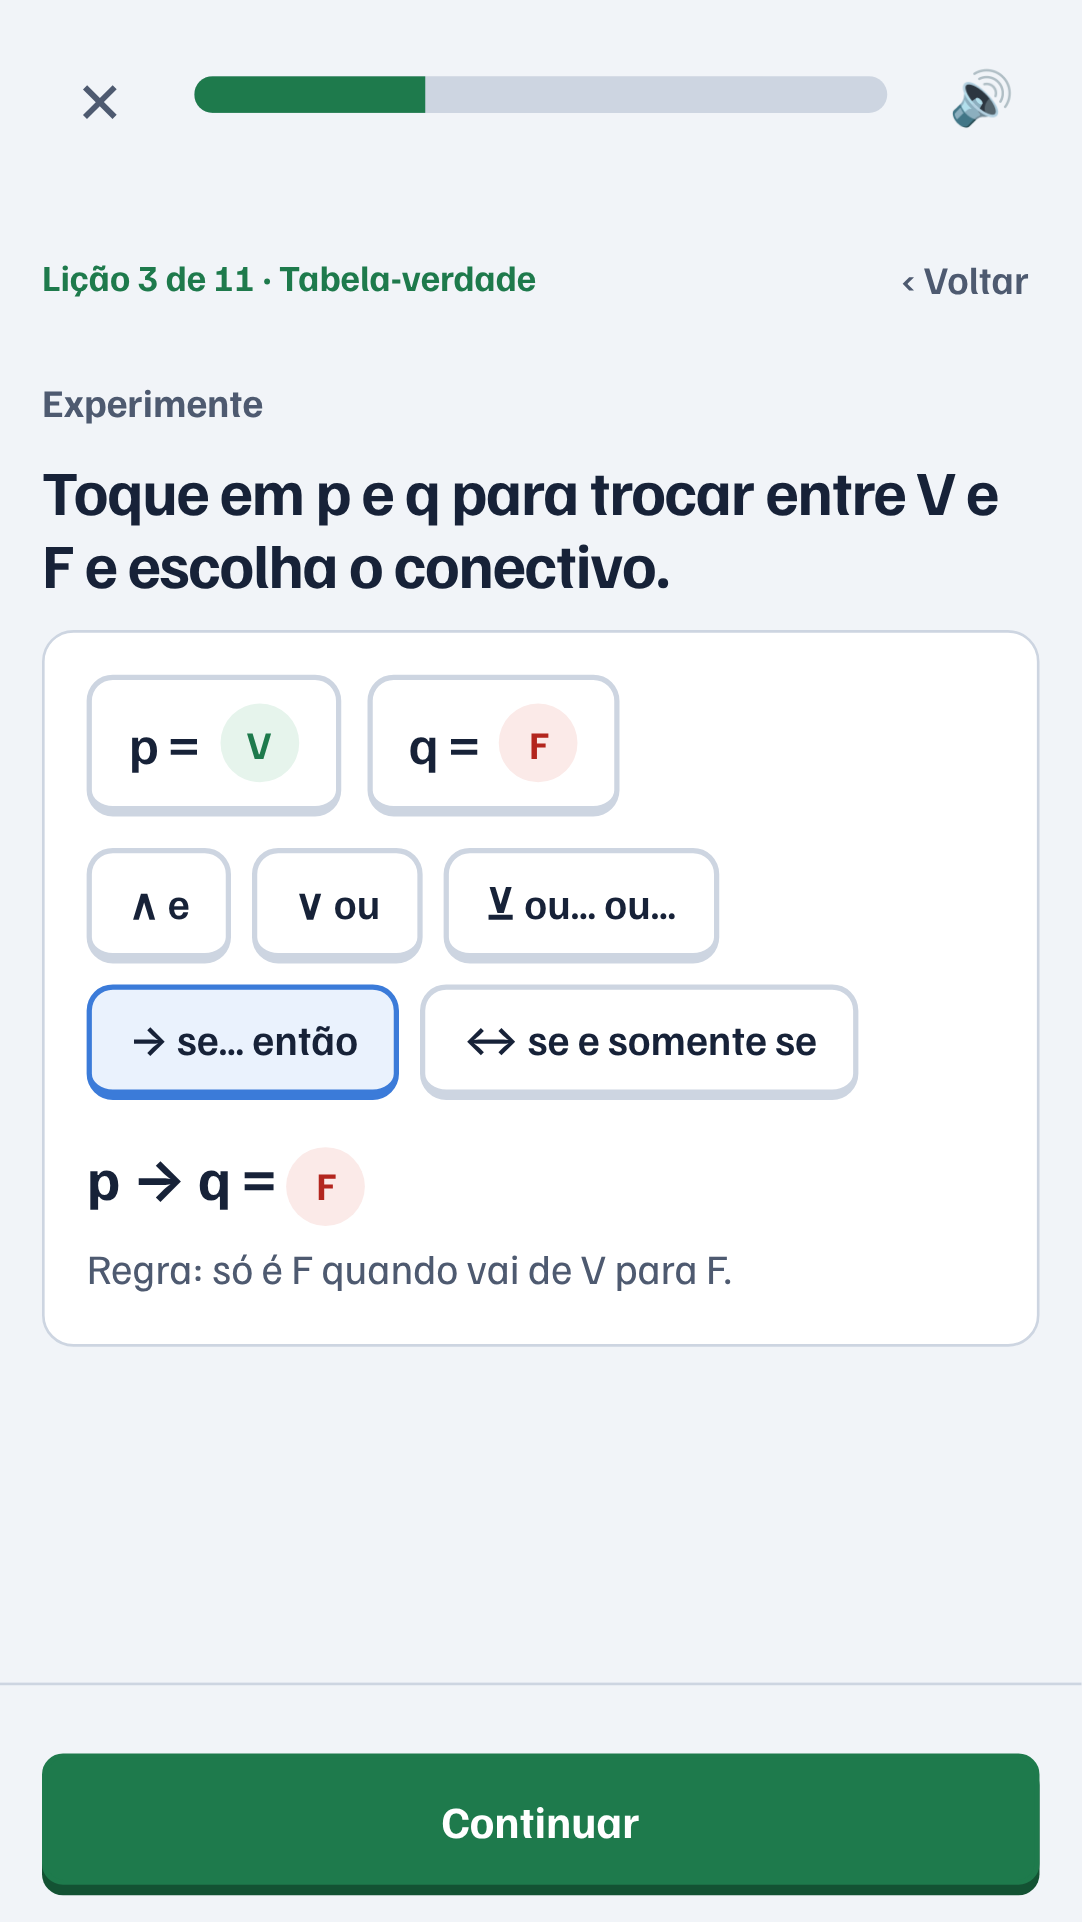 Lição 3 de 11 · Tabela-verdade
‹ Voltar
Experimente
Toque em p e q para trocar entre V e
F e escolha o conectivo.
p = V
q = F
∧ e
∨ ou
⊻ ou... ou...
→ se... então
↔ se e somente se
p → q = F
Regra: só é F quando vai de V para F.
Continuar